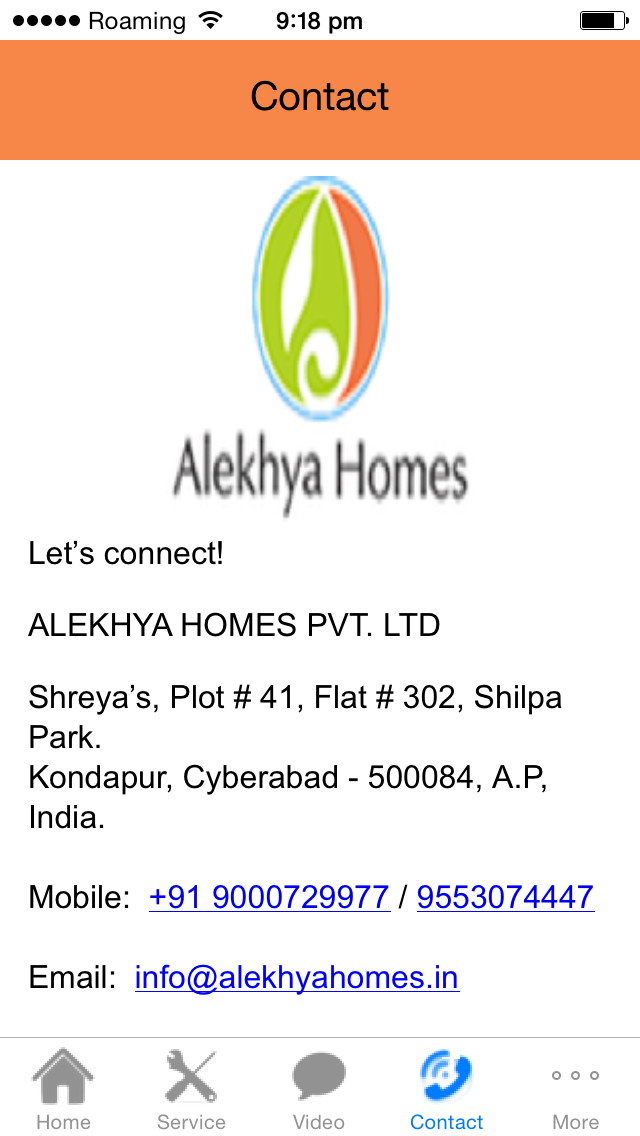 Roaming 9:18 pm
Contact
Alekhya Homes
Let’s connect!
ALEKHYA HOMES PVT. LTD
Shreya’s, Plot # 41, Flat # 302, Shilpa
Park.
Kondapur, Cyberabad - 500084, A.P,
India.
Mobile: +91 9000729977 / 9553074447
Email: info@alekhyahomes.in
Home Service Video Contact More